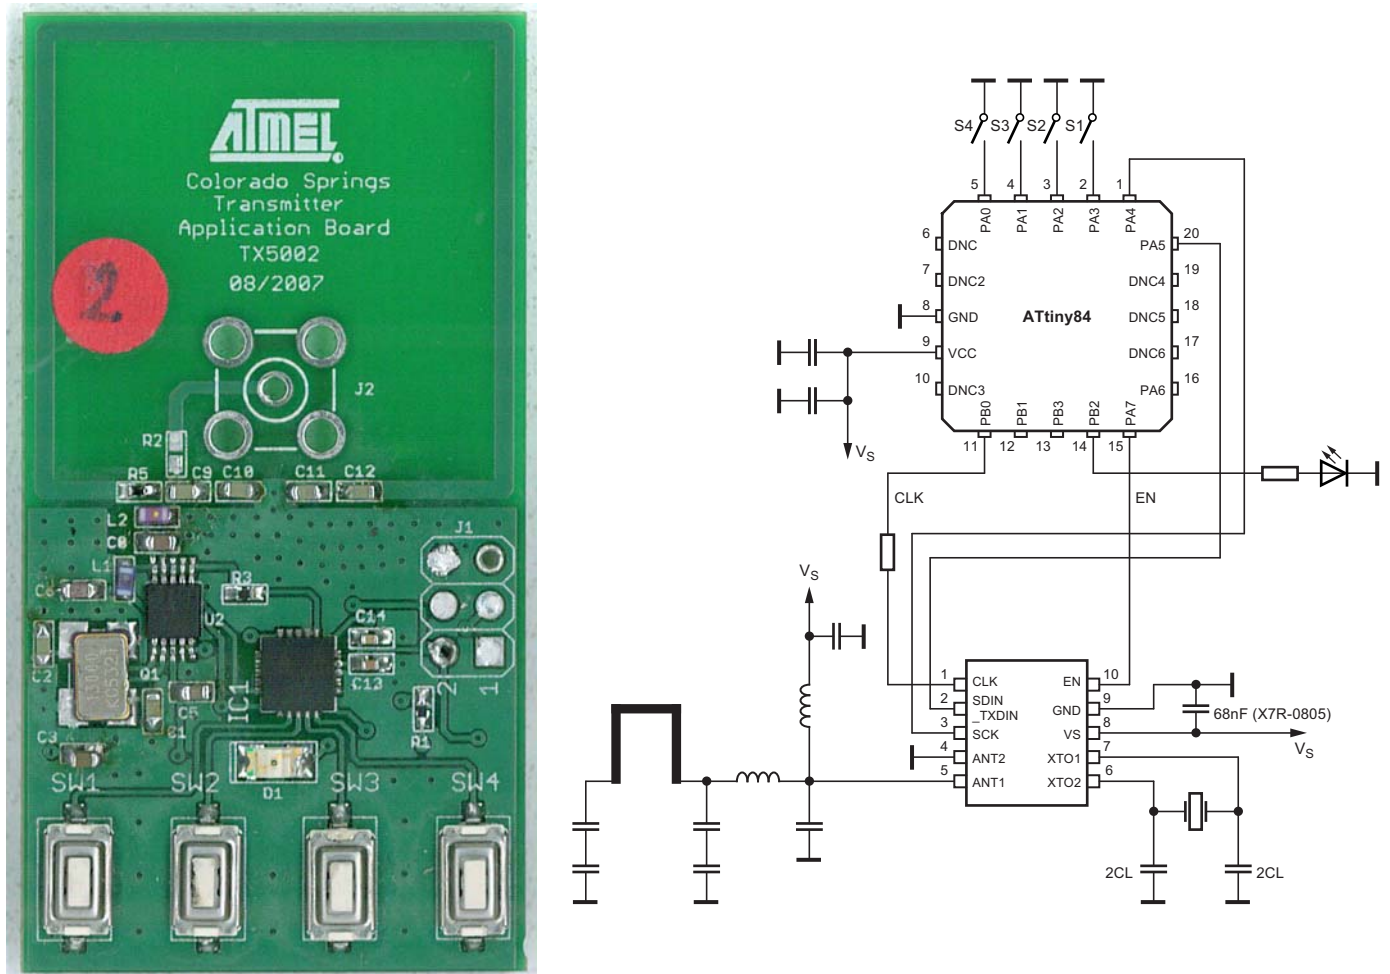 ATMEL
Colorado Springs
Transmitter
Application Board
TX5002
08/2007
2
J2
R2
R5
C9
C10
C11
C12
L2
C8
J1
L1
C6
R3
U2
C14
C2
Q1
C13
2
1
C5
IC1
C1
R1
C3
SW1
SW2
D1
SW3
SW4
S4
S3
S2
S1
5
4
3
2
1
PA0
PA1
PA2
PA3
PA4
6
DNC
PA5
20
7
DNC2
DNC4
19
8
GND
ATtiny84
DNC5
18
9
VCC
DNC6
17
10
DNC3
PA6
16
PB0
PB1
PB3
PB2
PA7
11
12
13
14
15
VS
CLK
EN
VS
1
CLK
EN
10
2
SDIN
_TXDIN
GND
9
68nF (X7R-0805)
3
SCK
VS
8
VS
4
ANT2
XTO1
7
5
ANT1
XTO2
6
2CL
2CL